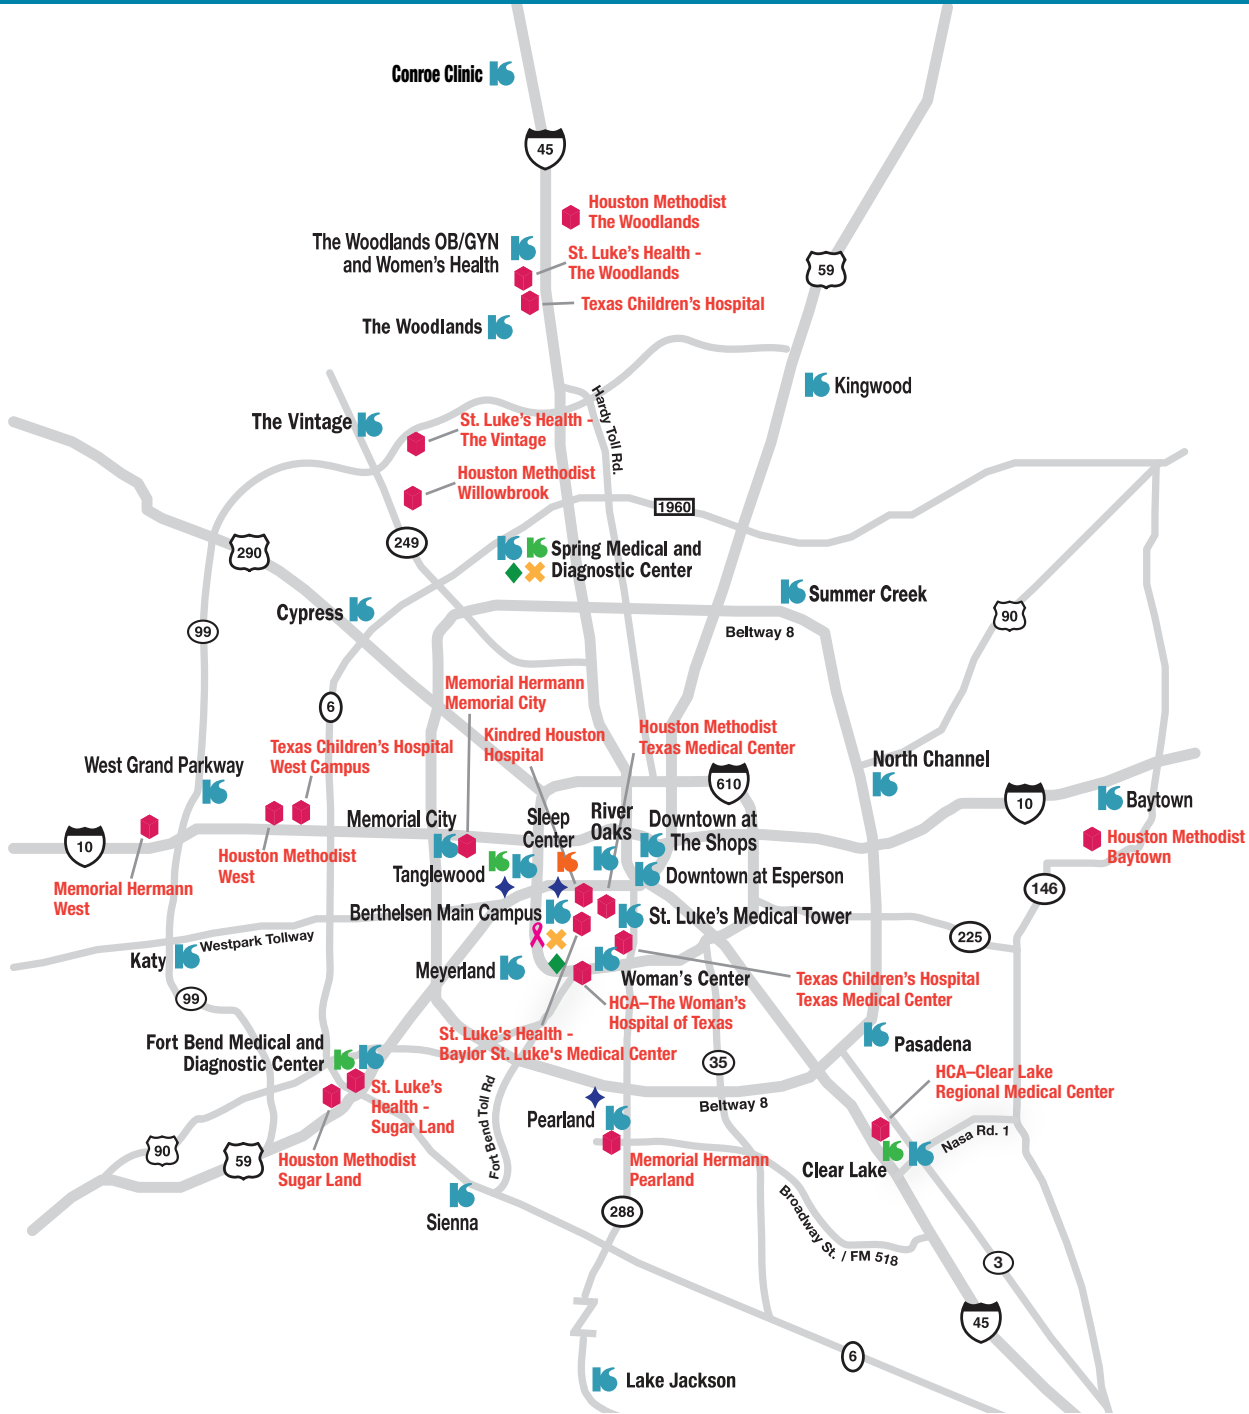 Conroe Clinic
45
Houston Methodist
The Woodlands
The Woodlands OB/GYN
and Women's Health
St. Luke's Health -
The Woodlands
59
Texas Children's Hospital
The Woodlands
Kingwood
Hardy Toll Rd.
The Vintage
St. Luke's Health -
The Vintage
Houston Methodist
Willowbrook
1960
249
290
Spring Medical and
Diagnostic Center
Summer Creek
Cypress
90
99
Beltway 8
Memorial Hermann
Memorial City
6
Kindred Houston
Hospital
Houston Methodist
Texas Medical Center
Texas Children's Hospital
West Campus
West Grand Parkway
North Channel
610
10
Baytown
Memorial City
Sleep
Center
River
Oaks
Downtown at
The Shops
10
Houston Methodist
West
Houston Methodist
Baytown
Tanglewood
Downtown at Esperson
Memorial Hermann
West
146
Berthelsen Main Campus
St. Luke's Medical Tower
225
Westpark Tollway
Katy
Meyerland
Woman's Center
Texas Children's Hospital
Texas Medical Center
99
HCA–The Woman's
Hospital of Texas
St. Luke's Health -
Baylor St. Luke's Medical Center
Fort Bend Medical and
Diagnostic Center
Pasadena
35
HCA–Clear Lake
Regional Medical Center
St. Luke's
Health -
Sugar Land
Fort Bend Toll Rd
Beltway 8
Pearland
Nasa Rd. 1
90
59
Houston Methodist
Sugar Land
Memorial Hermann
Pearland
Clear Lake
Sienna
288
Broadway St. / FM 518
3
45
6
Lake Jackson